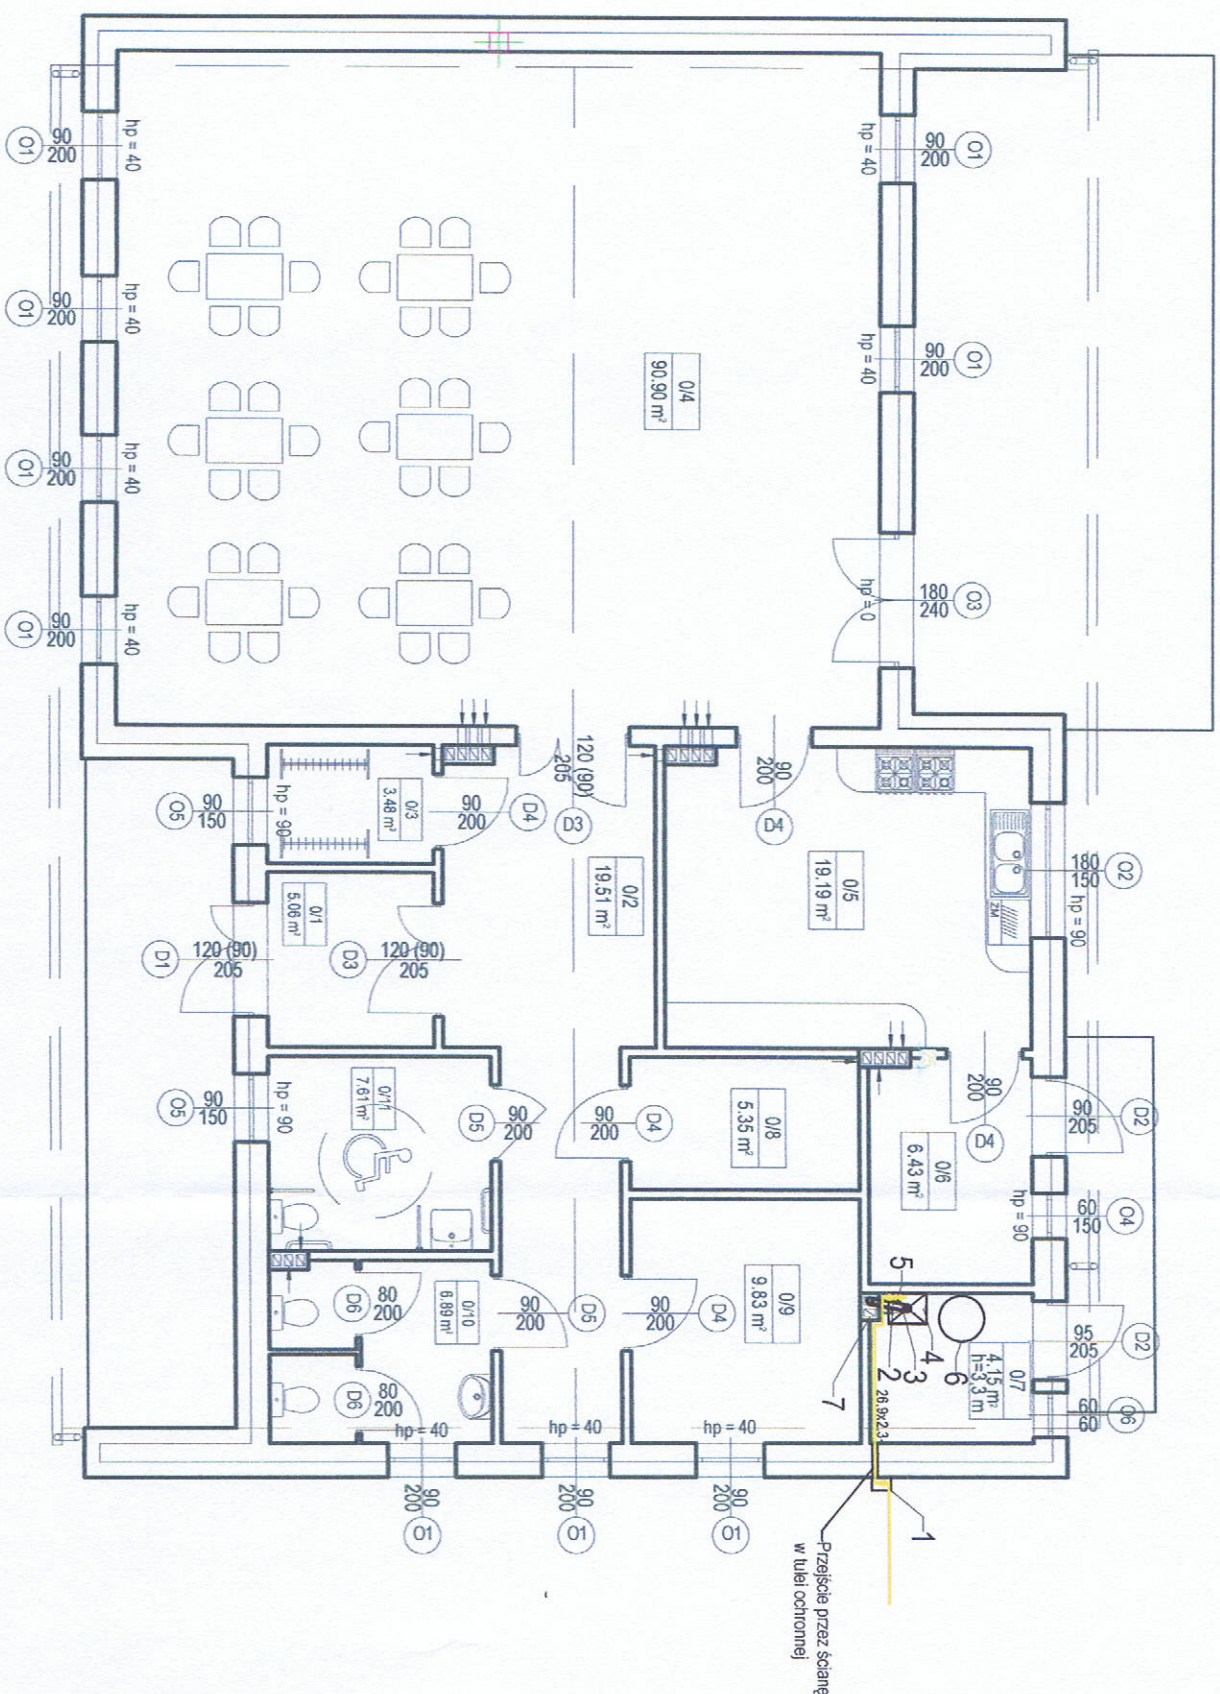 O1
90
200
hp = 40
O1
90
200
hp = 40
O1
90
200
hp = 40
O1
90
200
hp = 40
O1
90
200
hp = 40
O1
90
200
hp = 40
O3
180
240
hp = 0
0/4
90.90 m²
120 (90)
205
D3
90
200
D4
0/3
3.48 m²
90
200
D4
O5
90
150
hp = 90
0/2
19.51 m²
0/5
19.19 m²
ZM
O2
180
150
hp = 90
0/1
5.06 m²
D1
120 (90)
205
D3
120 (90)
205
O5
90
150
hp = 90
0/11
7.61 m²
D5
90
200
90
200
D4
0/8
5.35 m²
90
200
D4
0/6
6.43 m²
D2
90
205
O4
60
150
hp = 90
0/10
6.89 m²
D6
80
200
D6
80
200
90
200
D5
90
200
D4
0/9
9.83 m²
0/7
4.15 m²
h=3.3 m
D2
95
205
O6
60
60
5
4
3
2
6
7
26,9x2,3
1
hp = 40
hp = 40
hp = 40
90
200
O1
90
200
O1
90
200
O1
Przejście przez ścianę
w tulei ochronnej